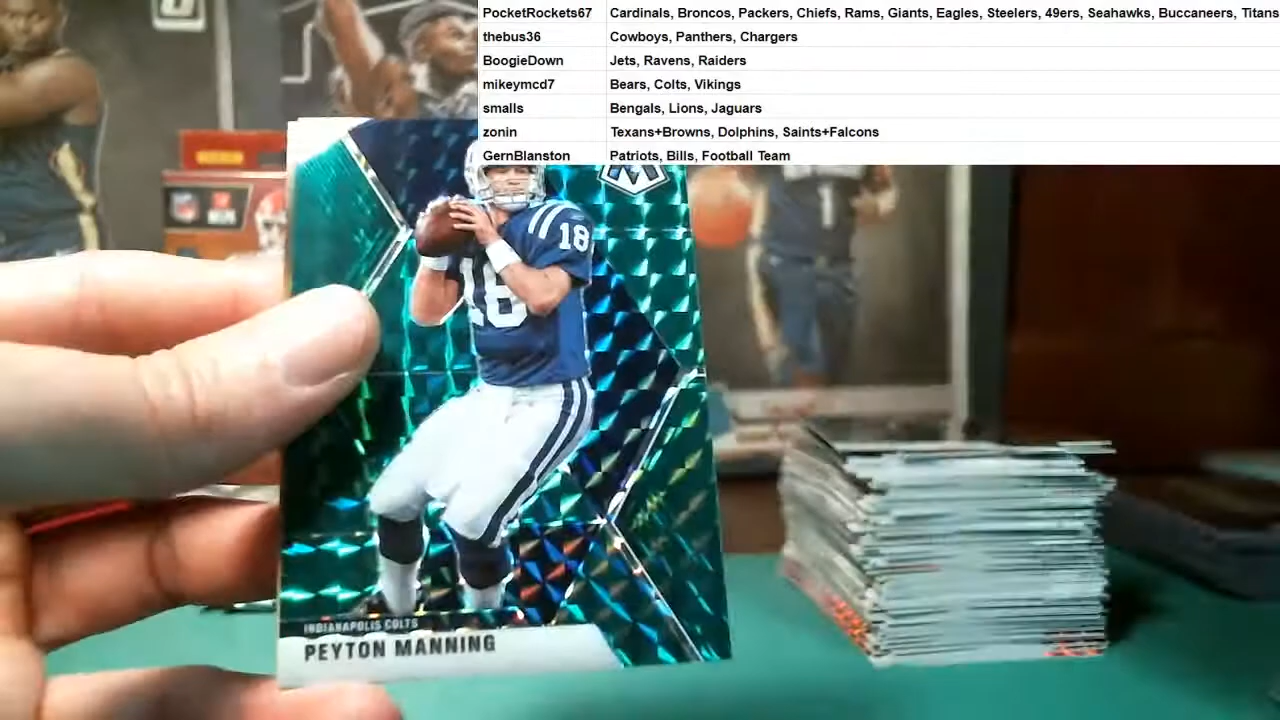 PocketRockets67 Cardinals, Broncos, Packers, Chiefs, Rams, Giants, Eagles, Steelers, 49ers, Seahawks, Buccaneers, Titans
thebus36 Cowboys, Panthers, Chargers
BoogieDown Jets, Ravens, Raiders
mikeymcd7 Bears, Colts, Vikings
smalls Bengals, Lions, Jaguars
zonin Texans+Browns, Dolphins, Saints+Falcons
GernBlanston Patriots, Bills, Football Team
18
18
1
INDIANAPOLIS COLTS
PEYTON MANNING